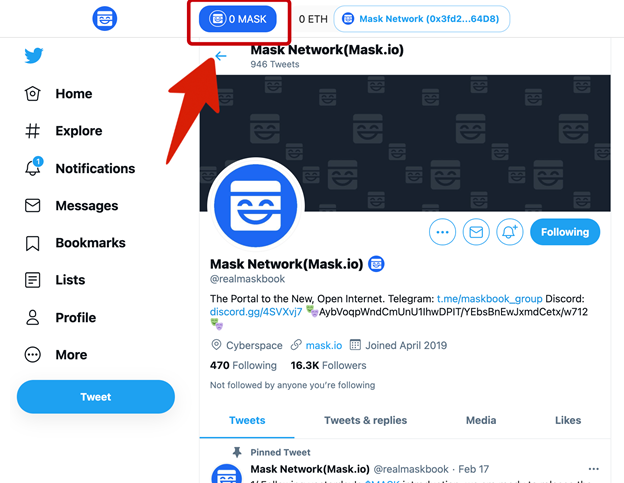 0 MASK
0 ETH
Mask Network (0x3fd2...64D8)
Mask Network(Mask.io)
946 Tweets
Home
Explore
1
Notifications
Messages
Bookmarks
Lists
Profile
More
Tweet
Following
Mask Network(Mask.io)
@realmaskbook
The Portal to the New, Open Internet. Telegram: t.me/maskbook_group Discord:
discord.gg/4SVXvj7 🎭AybVoqpWndCmUnU1IhwDPIT/YEbsBnEwJxmdCetx/w712
🎭
Cyberspace mask.io Joined April 2019
470 Following 16.3K Followers
Not followed by anyone you're following
Tweets Tweets & replies Media Likes
Pinned Tweet
Mask Network(Mask.io) @realmaskbook · Feb 17